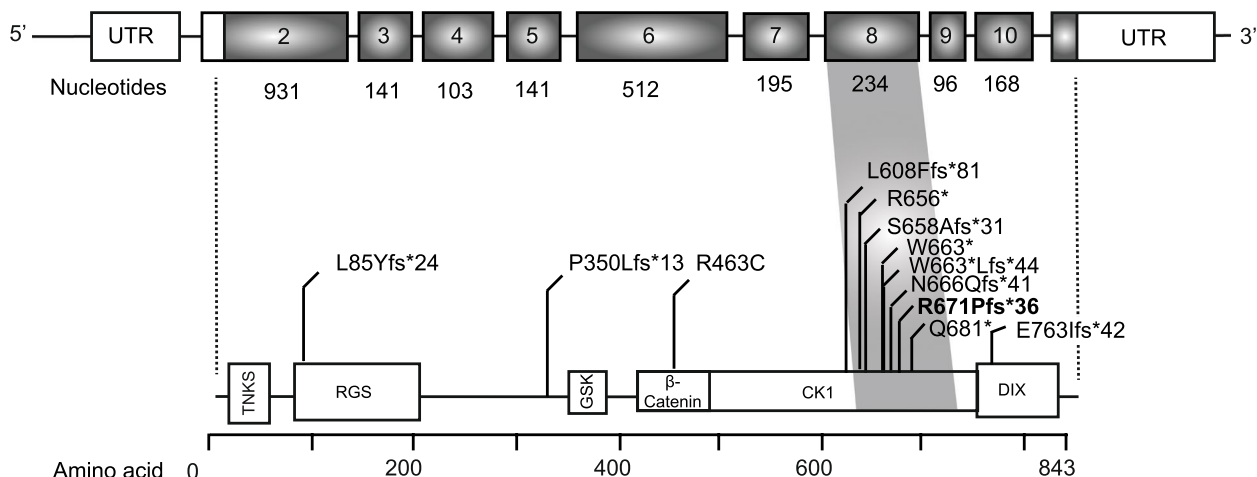 5’ UTR 2 3 4 5 6 7 8 9 10 UTR 3’
Nucleotides 931 141 103 141 512 195 234 96 168
L608Ffs*81
R656*
S658Afs*31
W663*
L85Yfs*24 P350Lfs*13 R463C W663*Lfs*44
N666Qfs*41
R671Pfs*36
Q681* E763Ifs*42
TNKS RGS GSK β-
Catenin CK1 DIX
Amino acid 0 200 400 600 843